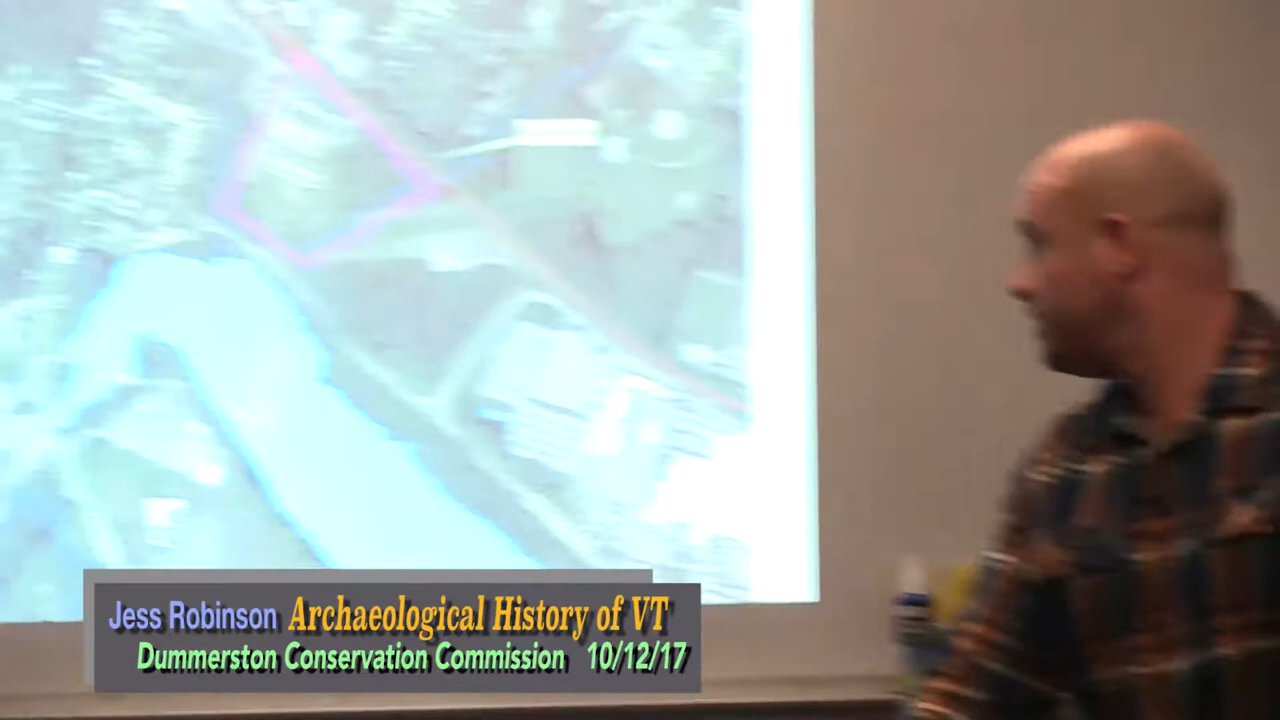 Jess Robinson Archaeological History of VT
Dummerston Conservation Commission 10/12/17